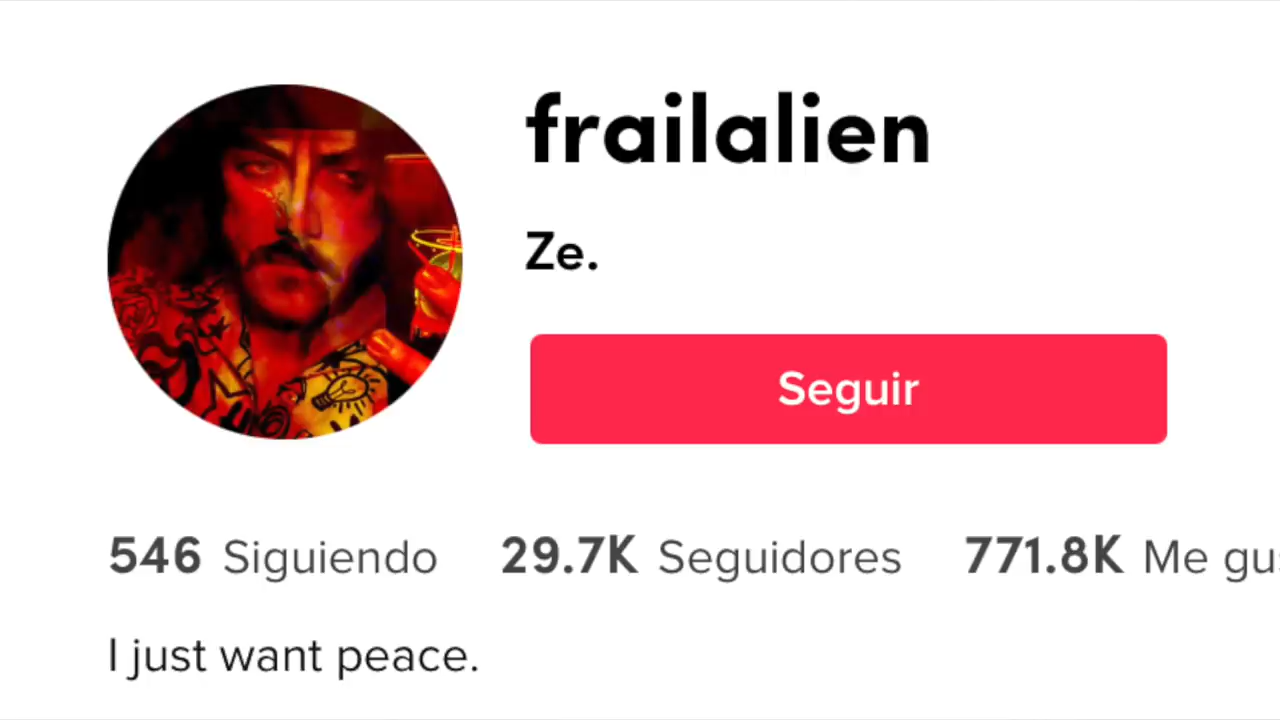 frailalien
Ze.
Seguir
546 Siguiendo 29.7K Seguidores 771.8K Me gu
I just want peace.